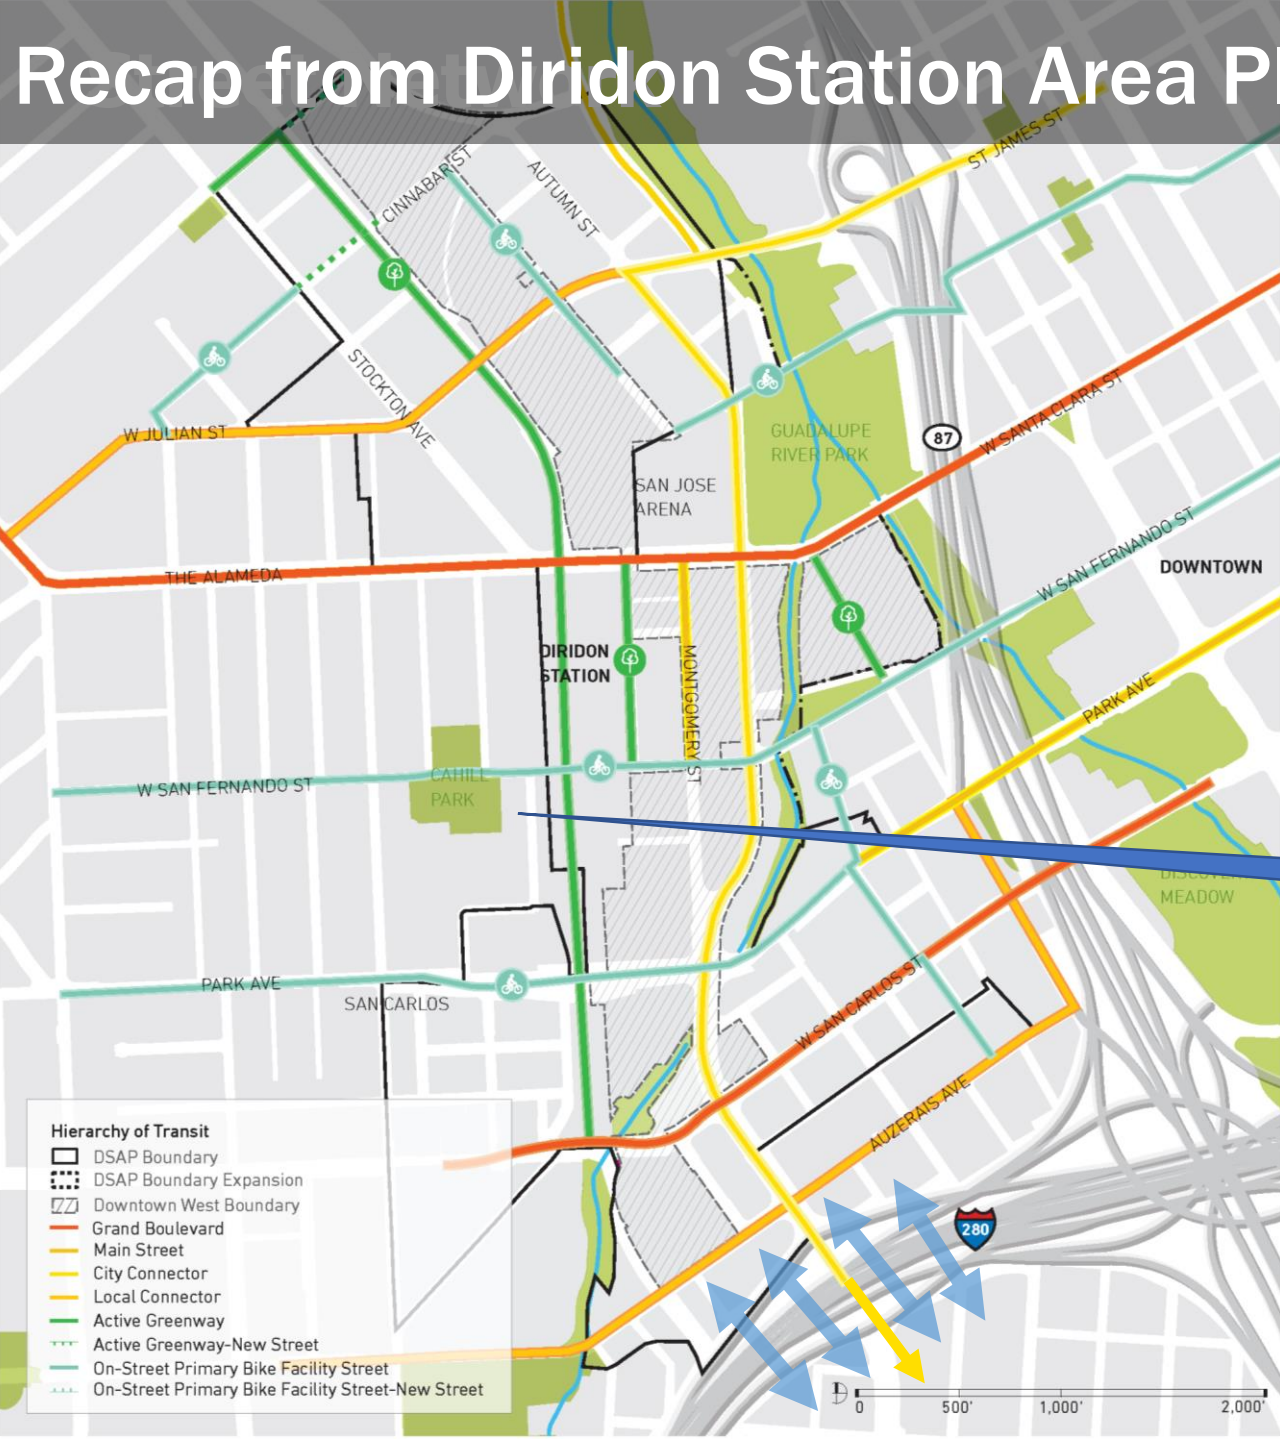 Recap from Diridon Station Area Pl
ST JAMES ST
CINNABAR ST
AUTUMN ST
STOCKTON AVE
W JULIAN ST
GUADALUPE
RIVER PARK
87
W SANTA CLARA ST
SAN JOSE
ARENA
W SAN FERNANDO ST
DOWNTOWN
THE ALAMEDA
DIRIDON
STATION
MONTGOMERY ST
PARK AVE
W SAN FERNANDO ST
CAHILL
PARK
MEADOW
PARK AVE
SAN CARLOS
W SAN CARLOS ST
AUZERAIS AVE
280
Hierarchy of Transit
DSAP Boundary
DSAP Boundary Expansion
Downtown West Boundary
Grand Boulevard
Main Street
City Connector
Local Connector
Active Greenway
Active Greenway-New Street
On-Street Primary Bike Facility Street
On-Street Primary Bike Facility Street-New Street
0 500' 1,000' 2,000'